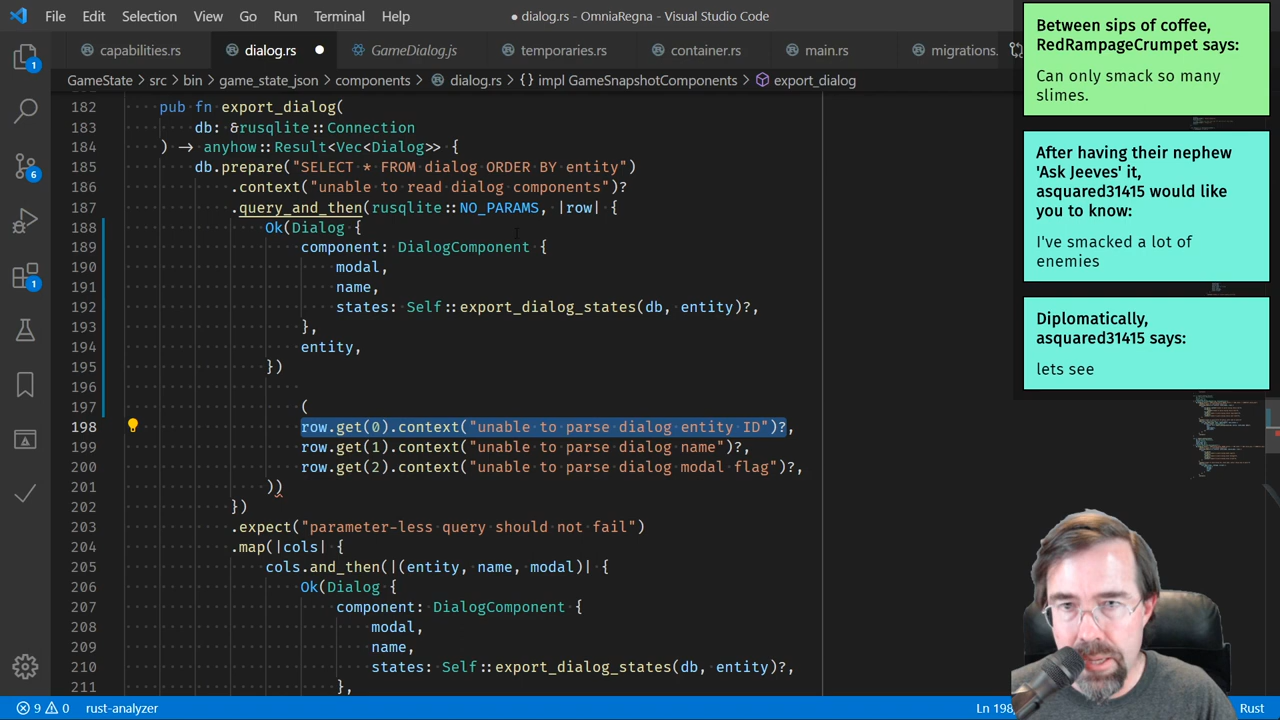 File Edit Selection View Go Run Terminal Help
● dialog.rs - OmniaRegna - Visual Studio Code
capabilities.rs dialog.rs ● GameDialog.js temporaries.rs container.rs main.rs migrations.
GameState > src > bin > game_state_json > components > dialog.rs > {} impl GameSnapshotComponents > export_dialog
182 pub fn export_dialog(
183 db: &rusqlite::Connection
184 ) → anyhow::Result<Vec<Dialog>> {
185 db.prepare("SELECT * FROM dialog ORDER BY entity")
186 .context("unable to read dialog components")?
187 .query_and_then(rusqlite::NO_PARAMS, |row| {
188 Ok(Dialog {
189 component: DialogComponent {
190 modal,
191 name,
192 states: Self::export_dialog_states(db, entity)?,
193 },
194 entity,
195 })
196
197 (
198 row.get(0).context("unable to parse dialog entity ID")?,
199 row.get(1).context("unable to parse dialog name")?,
200 row.get(2).context("unable to parse dialog modal flag")?,
201 ))
202 })
203 .expect("parameter-less query should not fail")
204 .map(|cols| {
205 cols.and_then(|(entity, name, modal)| {
206 Ok(Dialog {
207 component: DialogComponent {
208 modal,
209 name,
210 states: Self::export_dialog_states(db, entity)?,
211 },
Between sips of coffee,
RedRampageCrumpet says:
Can only smack so many
slimes.
After having their nephew
'Ask Jeeves' it,
asquared31415 would like
you to know:
I've smacked a lot of
enemies
Diplomatically,
asquared31415 says:
lets see
1
6
1
9 0 rust-analyzer
Ln 198,
Rust